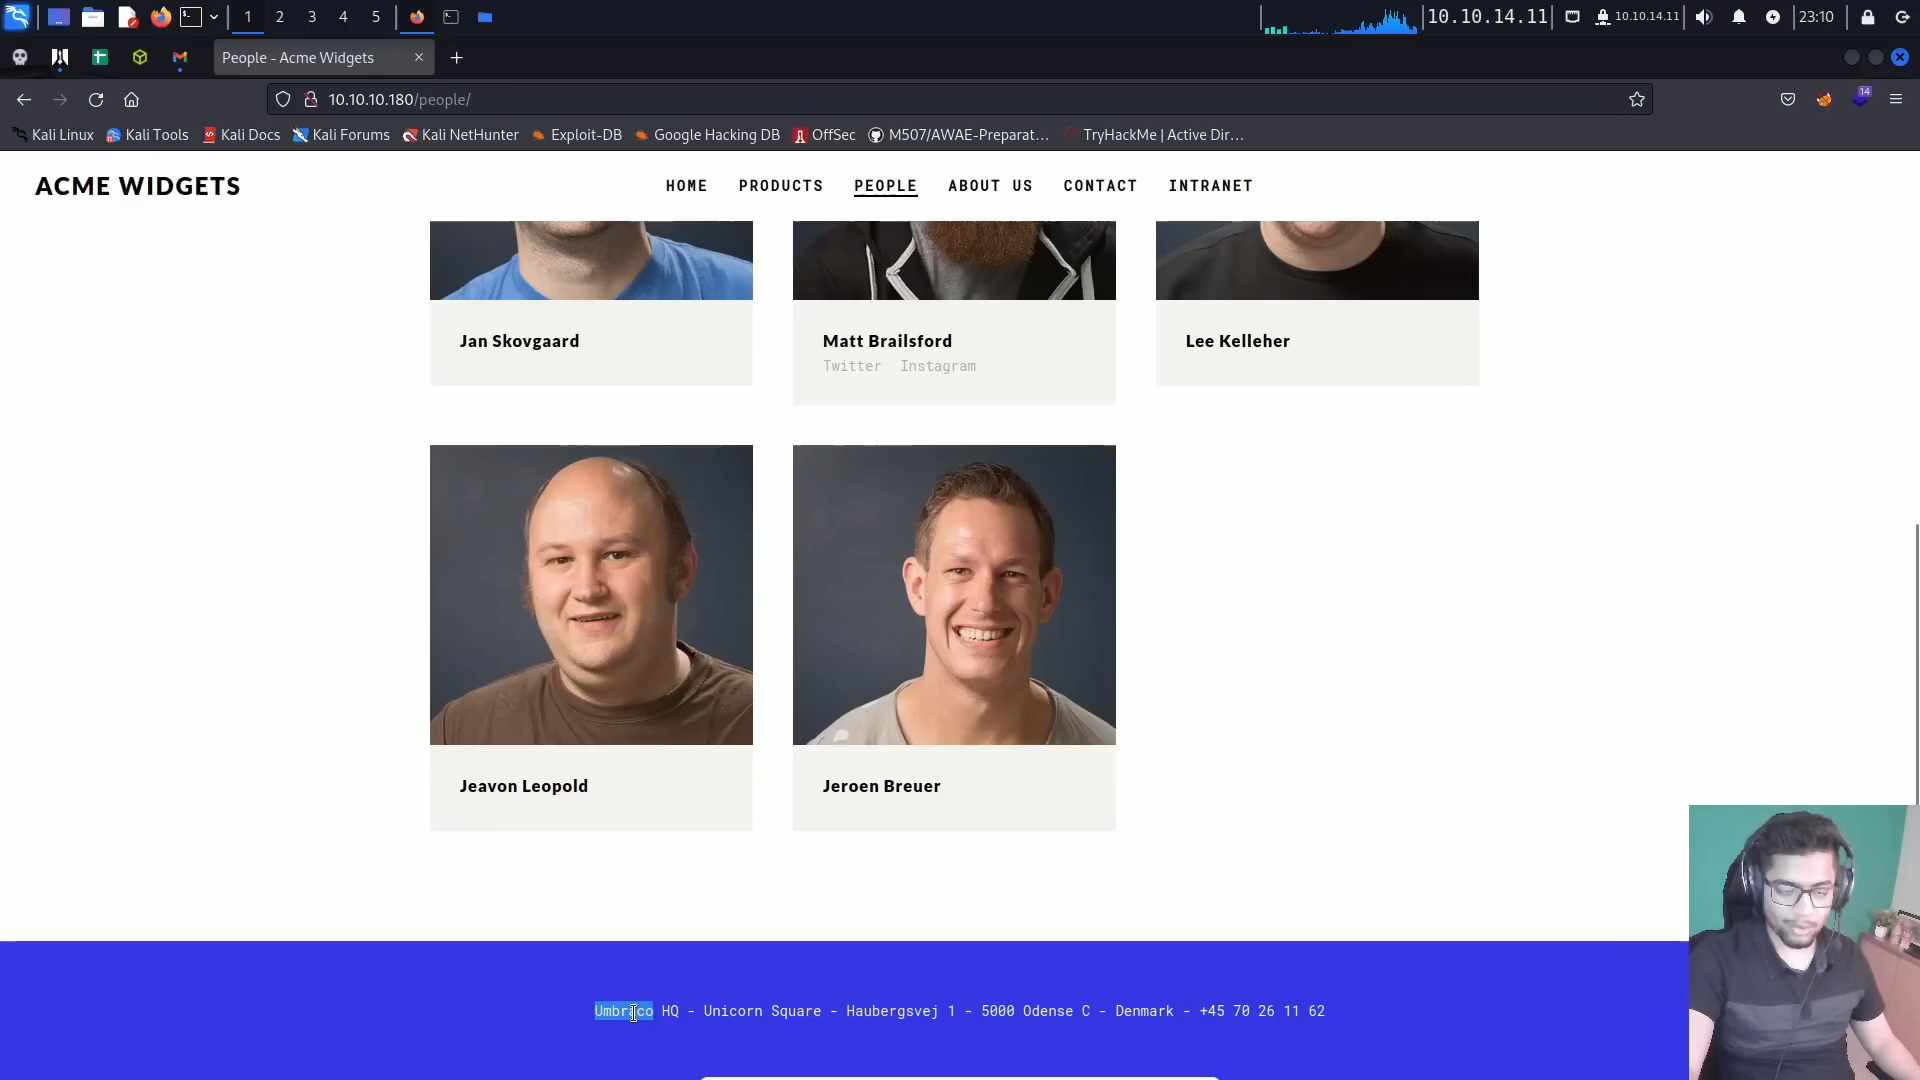 1 2 3 4 5 10.10.14.11 10.10.14.11 23:10
People - Acme Widgets
10.10.10.180/people/
14
Kali Linux Kali Tools Kali Docs Kali Forums Kali NetHunter Exploit-DB Google Hacking DB OffSec M507/AWAE-Preparat… TryHackMe | Active Dir…
ACME WIDGETS HOME PRODUCTS PEOPLE ABOUT US CONTACT INTRANET
Jan Skovgaard Matt Brailsford Lee Kelleher
Twitter Instagram
Jeavon Leopold Jeroen Breuer
Umbraco HQ - Unicorn Square - Haubergsvej 1 - 5000 Odense C - Denmark - +45 70 26 11 62